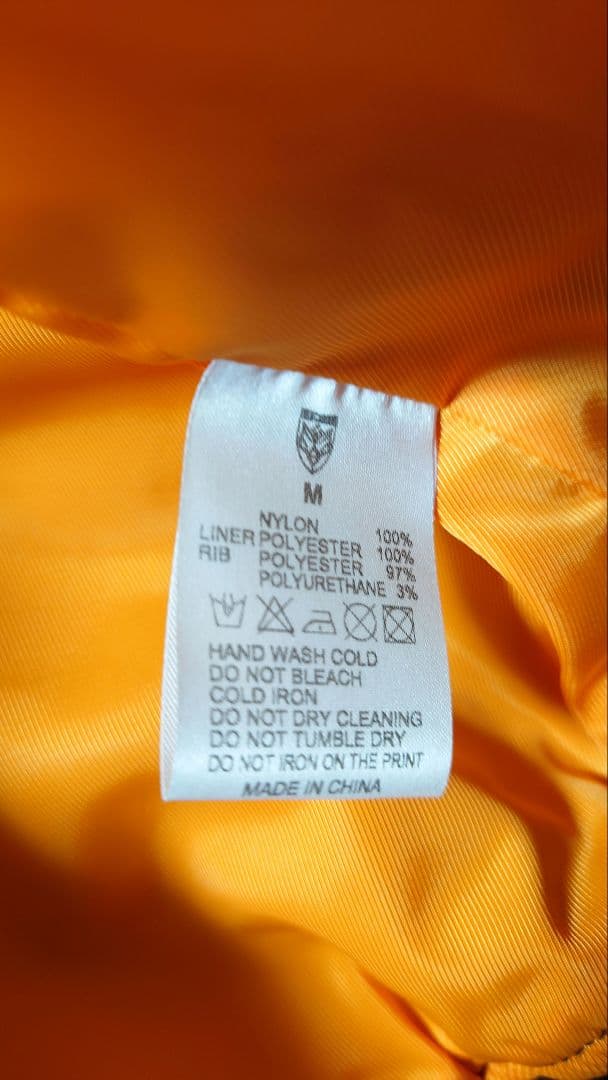 M
NYLON 100%
LINER POLYESTER 100%
RIB POLYESTER 97%
POLYURETHANE 3%
HAND WASH COLD
DO NOT BLEACH
COLD IRON
DO NOT DRY CLEANING
DO NOT TUMBLE DRY
DO NOT IRON ON THE PRINT
MADE IN CHINA